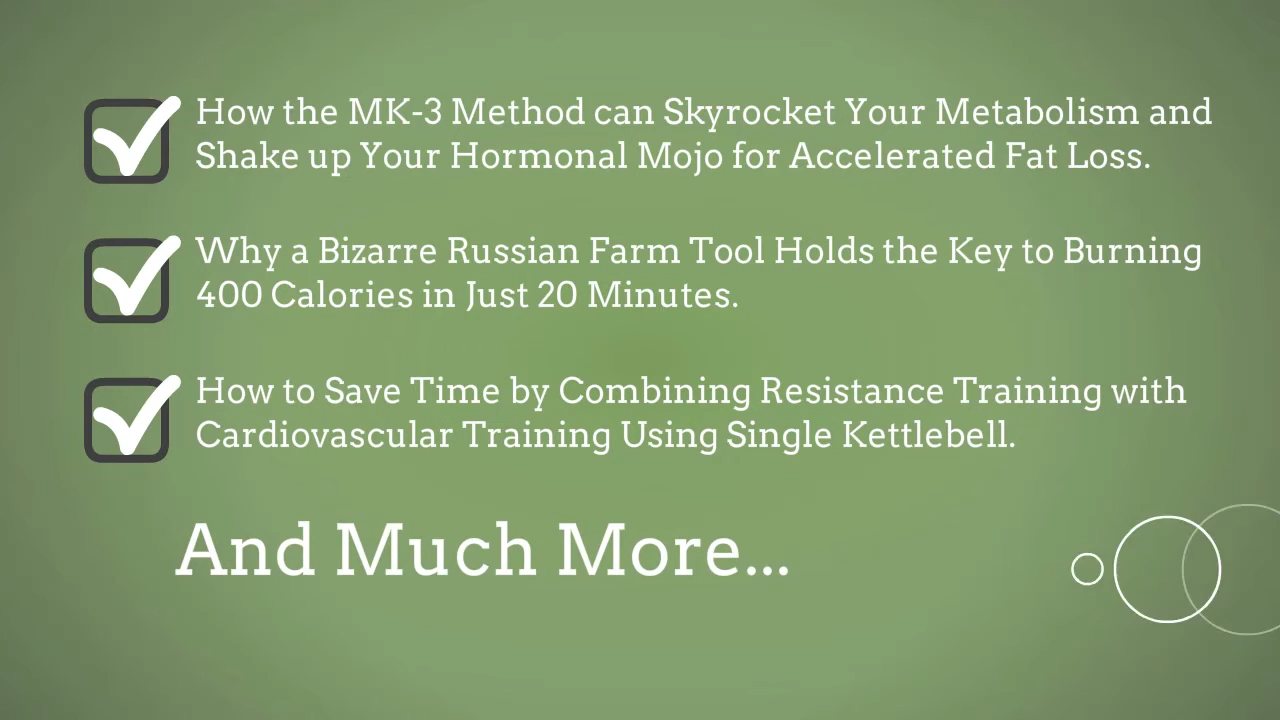 How the MK-3 Method can Skyrocket Your Metabolism and
Shake up Your Hormonal Mojo for Accelerated Fat Loss.
Why a Bizarre Russian Farm Tool Holds the Key to Burning
400 Calories in Just 20 Minutes.
How to Save Time by Combining Resistance Training with
Cardiovascular Training Using Single Kettlebell.
And Much More...